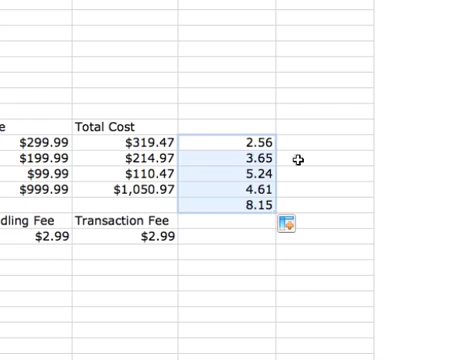 e Total Cost
$299.99 $319.47 2.56
$199.99 $214.97 3.65
$99.99 $110.47 5.24
$999.99 $1,050.97 4.61
8.15
dling Fee Transaction Fee
$2.99 $2.99